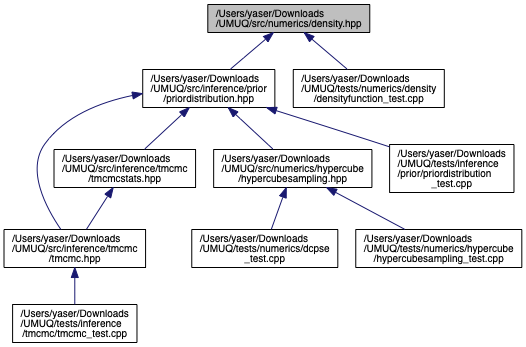 /Users/yaser/Downloads
/UMUQ/src/numerics/density.hpp
/Users/yaser/Downloads
/UMUQ/src/inference/prior
/priordistribution.hpp
/Users/yaser/Downloads
/UMUQ/tests/numerics/density
/densityfunction_test.cpp
/Users/yaser/Downloads
/UMUQ/src/inference/tmcmc
/tmcmcstats.hpp
/Users/yaser/Downloads
/UMUQ/src/numerics/hypercube
/hypercubesampling.hpp
/Users/yaser/Downloads
/UMUQ/tests/inference
/prior/priordistribution
_test.cpp
/Users/yaser/Downloads
/UMUQ/src/inference/tmcmc
/tmcmc.hpp
/Users/yaser/Downloads
/UMUQ/tests/numerics/dcpse
_test.cpp
/Users/yaser/Downloads
/UMUQ/tests/numerics/hypercube
/hypercubesampling_test.cpp
/Users/yaser/Downloads
/UMUQ/tests/inference
/tmcmc/tmcmc_test.cpp